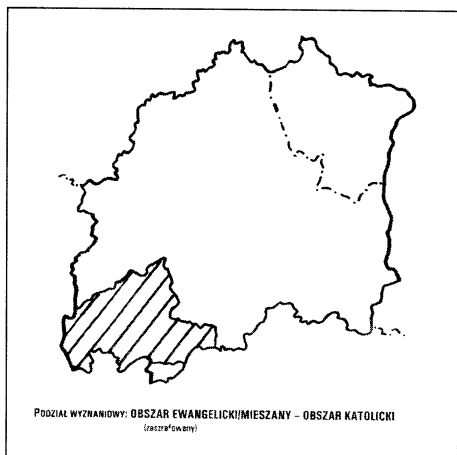 PODZIAŁ WYZNANIOWY: OBSZAR EWANGELICKI/MIESZANY – OBSZAR KATOLICKI
(zaszrafowany)